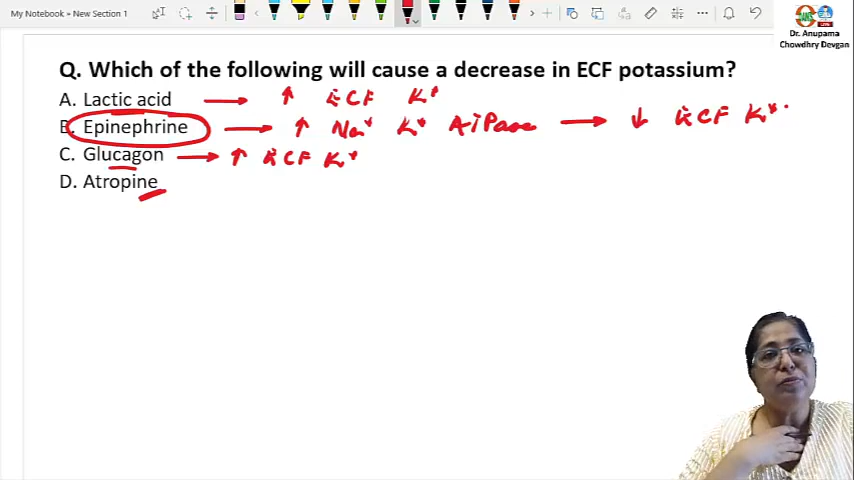 My Notebook » New Section 1
Dr. Anupama
Chowdhry Devgan
Q. Which of the following will cause a decrease in ECF potassium?
A. Lactic acid → ↑ ECF K+
B. Epinephrine → ↑ Na+ K+ ATPase → ↓ ECF K+
C. Glucagon → ↑ ECF K+
D. Atropine